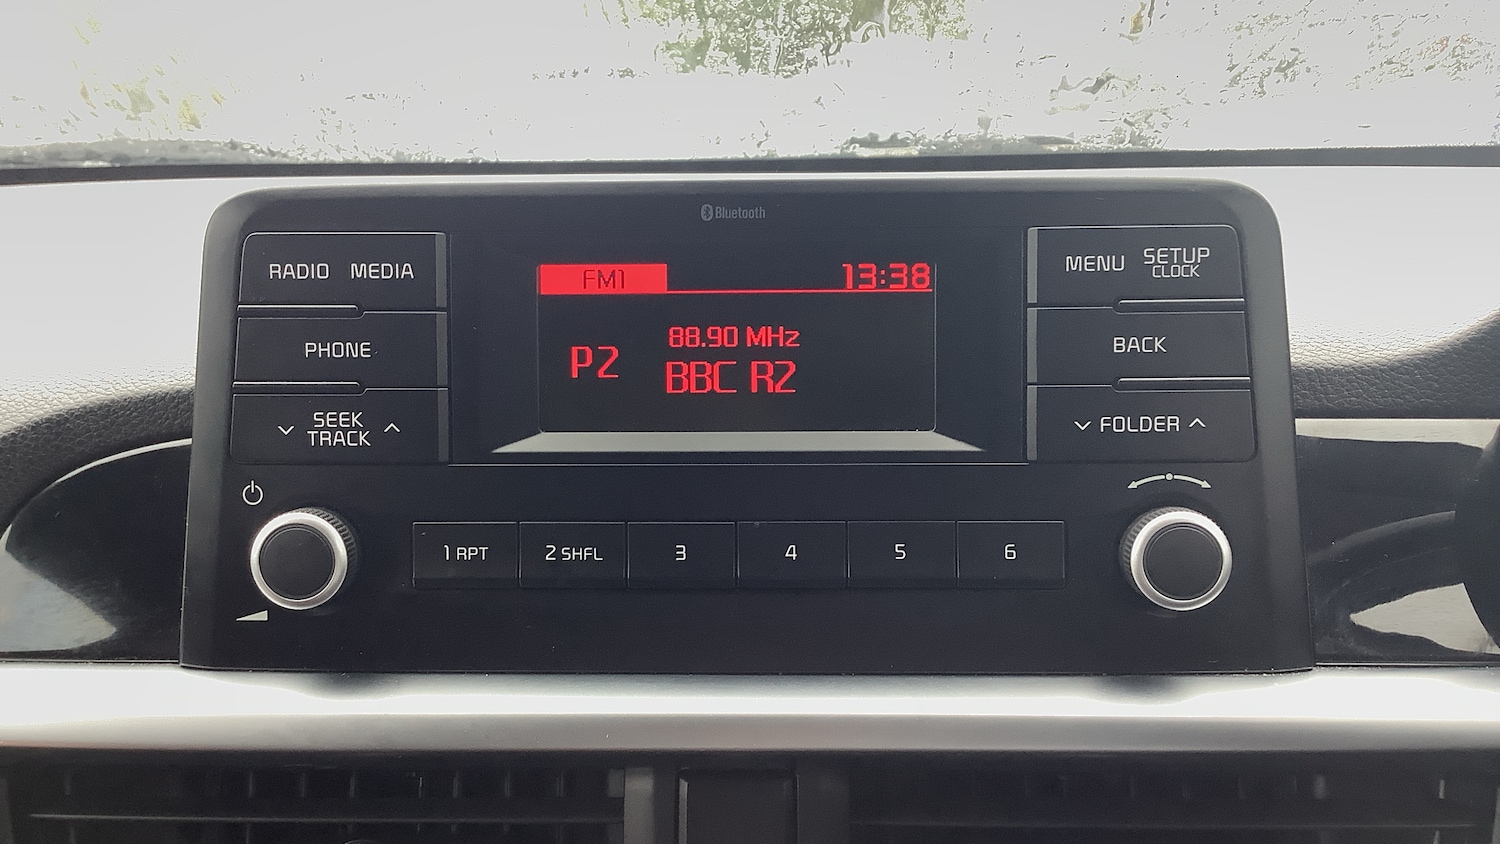 Bluetooth
RADIO MEDIA
PHONE
SEEK
TRACK
FM1 13:38
88.90 MHz
P2
BBC R2
MENU SETUP
CLOCK
BACK
FOLDER
1 RPT 2 SHFL 3 4 5 6